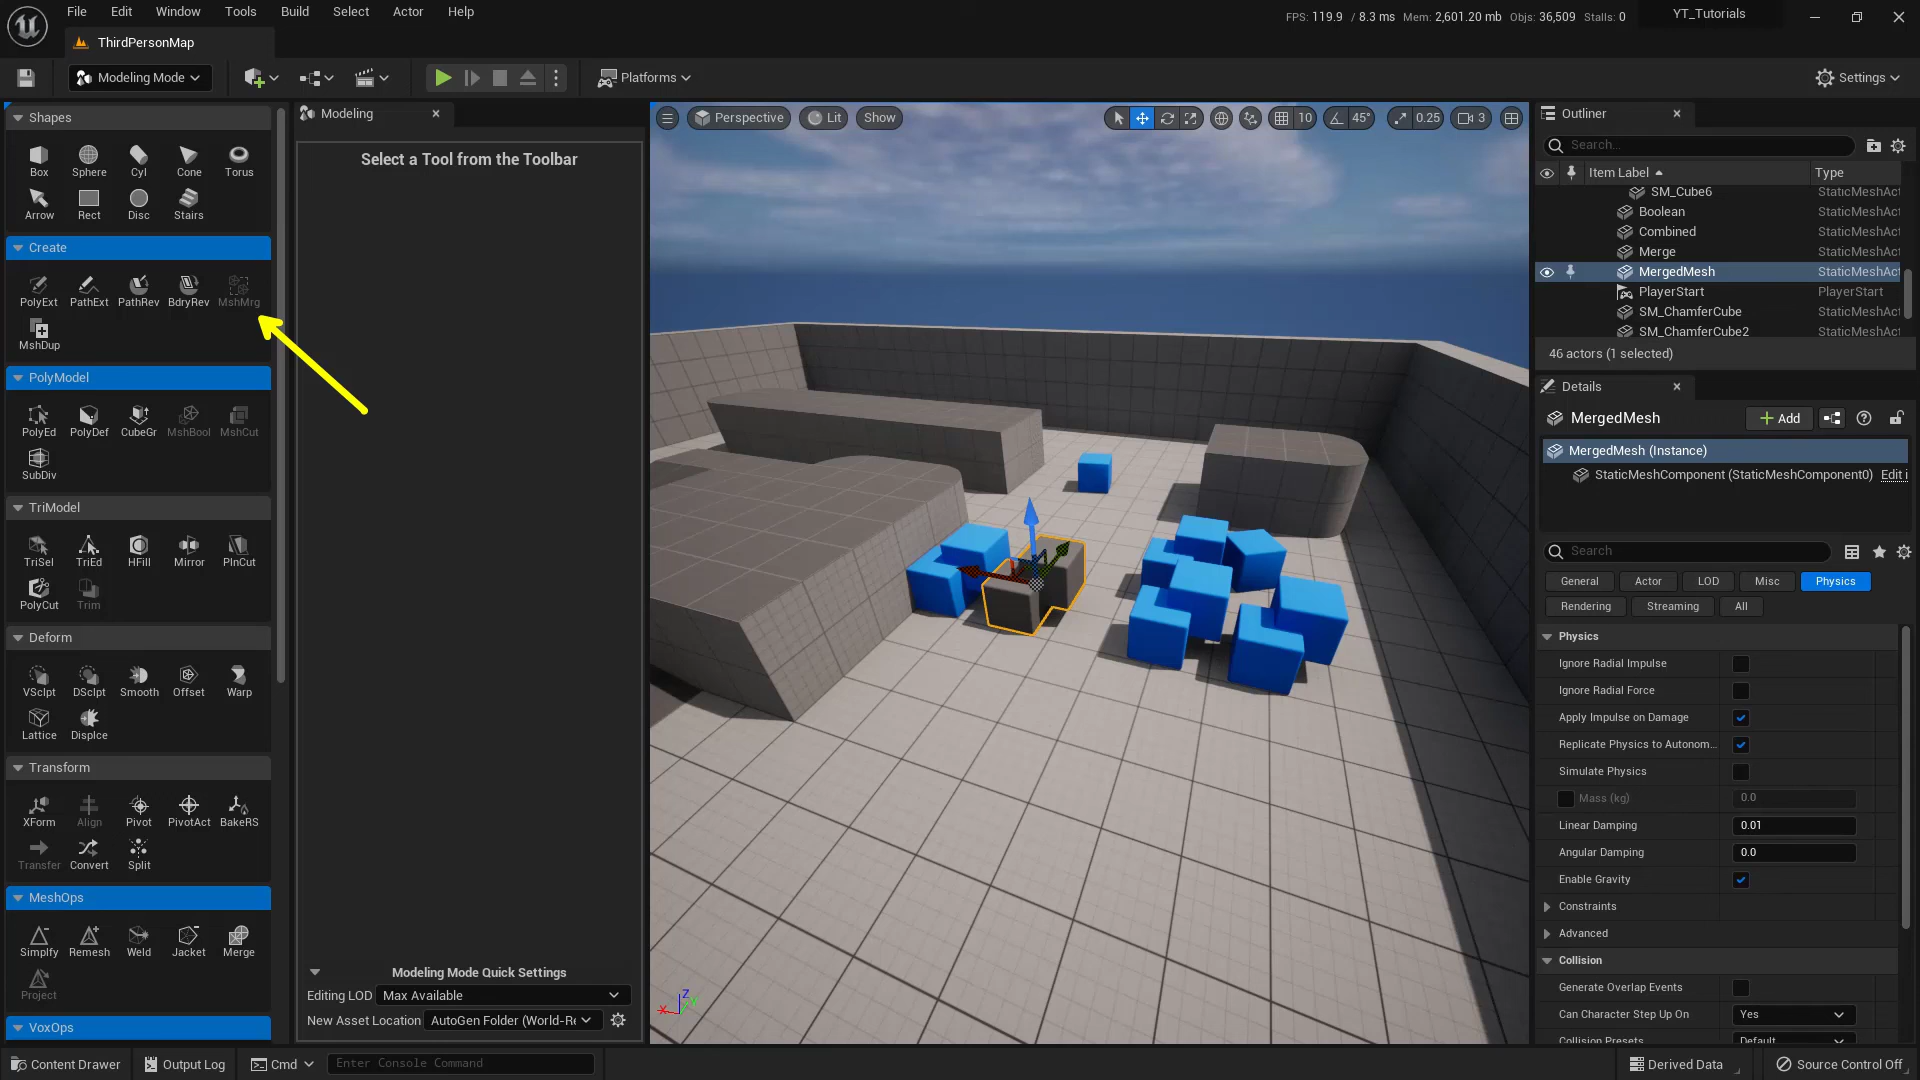 File Edit Window Tools Build Select Actor Help
FPS: 119.9 / 8.3 ms Mem: 2,601.20 mb Objs: 36,509 Stalls: 0
YT_Tutorials
ThirdPersonMap
Modeling Mode
Platforms
Settings
Shapes
Box Sphere Cyl Cone Torus
Arrow Rect Disc Stairs
Create
PolyExt PathExt PathRev BdryRev MshMrg
MshDup
PolyModel
PolyEd PolyDef CubeGr MshBool MshCut
SubDiv
TriModel
TriSel TriEd HFill Mirror PlnCut
PolyCut Trim
Deform
VSclpt DSclpt Smooth Offset Warp
Lattice Displce
Transform
XForm Align Pivot PivotAct BakeRS
Transfer Convert Split
MeshOps
Simplfy Remesh Weld Jacket Merge
Project
VoxOps
Modeling
Select a Tool from the Toolbar
Modeling Mode Quick Settings
Editing LOD Max Available
New Asset Location AutoGen Folder (World-Re
Perspective Lit Show
10 45° 0.25 3
X Z Y
Outliner
Search...
Item Label Type
SM_Cube6 StaticMeshAct
Boolean StaticMeshAct
Combined StaticMeshAct
Merge StaticMeshAct
MergedMesh StaticMeshAct
PlayerStart PlayerStart
SM_ChamferCube StaticMeshAct
SM_ChamferCube2 StaticMeshAct
46 actors (1 selected)
Details
MergedMesh
Add
MergedMesh (Instance)
StaticMeshComponent (StaticMeshComponent0) Edit i
Search
General Actor LOD Misc Physics
Rendering Streaming All
Physics
Ignore Radial Impulse
Ignore Radial Force
Apply Impulse on Damage
Replicate Physics to Autonom...
Simulate Physics
Mass (kg) 0.0
Linear Damping 0.01
Angular Damping 0.0
Enable Gravity
Constraints
Advanced
Collision
Generate Overlap Events
Can Character Step Up On Yes
Collision Presets Default
Content Drawer Output Log Cmd Enter Console Command
Derived Data Source Control Off